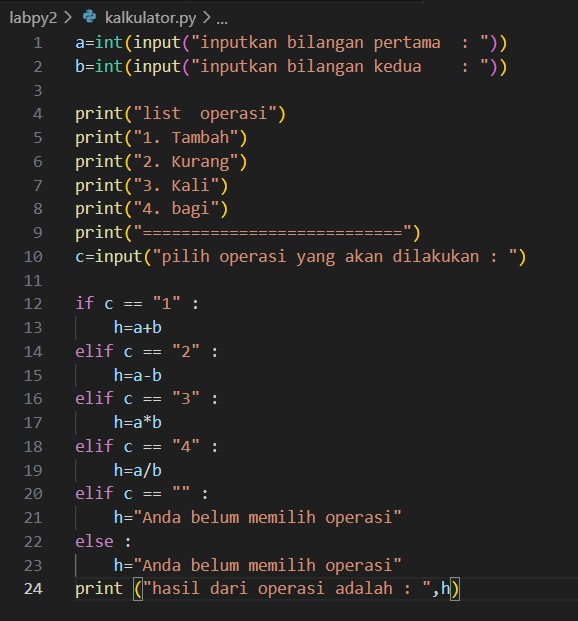 labpy2 > kalkulator.py > ...
1 a=int(input("inputkan bilangan pertama  : "))
2 b=int(input("inputkan bilangan kedua    : "))
3
4 print("list  operasi")
5 print("1. Tambah")
6 print("2. Kurang")
7 print("3. Kali")
8 print("4. bagi")
9 print("===========================")
10 c=input("pilih operasi yang akan dilakukan : ")
11
12 if c == "1" :
13     h=a+b
14 elif c == "2" :
15     h=a-b
16 elif c == "3" :
17     h=a*b
18 elif c == "4" :
19     h=a/b
20 elif c == "" :
21     h="Anda belum memilih operasi"
22 else :
23     h="Anda belum memilih operasi"
24 print ("hasil dari operasi adalah : ",h)